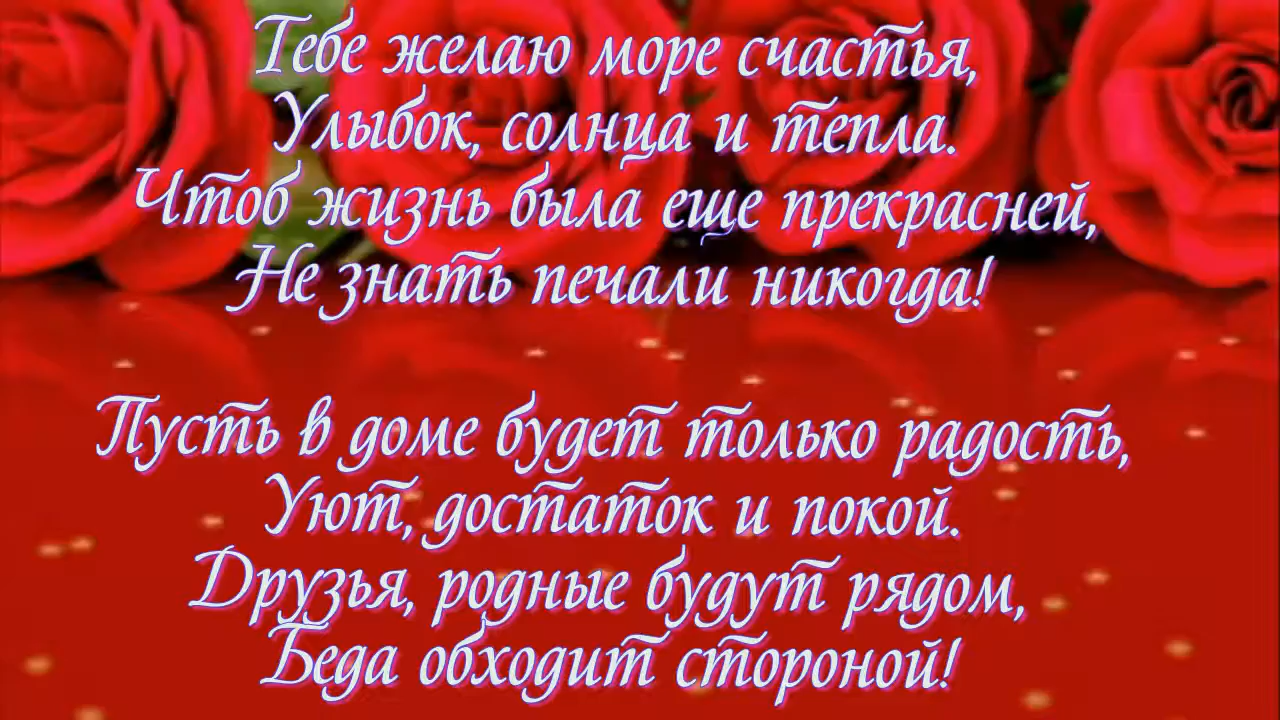 Тебе желаю море счастья,
Улыбок, солнца и тепла.
Чтоб жизнь была еще прекрасней,
Не знать печали никогда!
Пусть в доме будет только радость,
Уют, достаток и покой.
Друзья, родные будут рядом,
Беда обходит стороной!